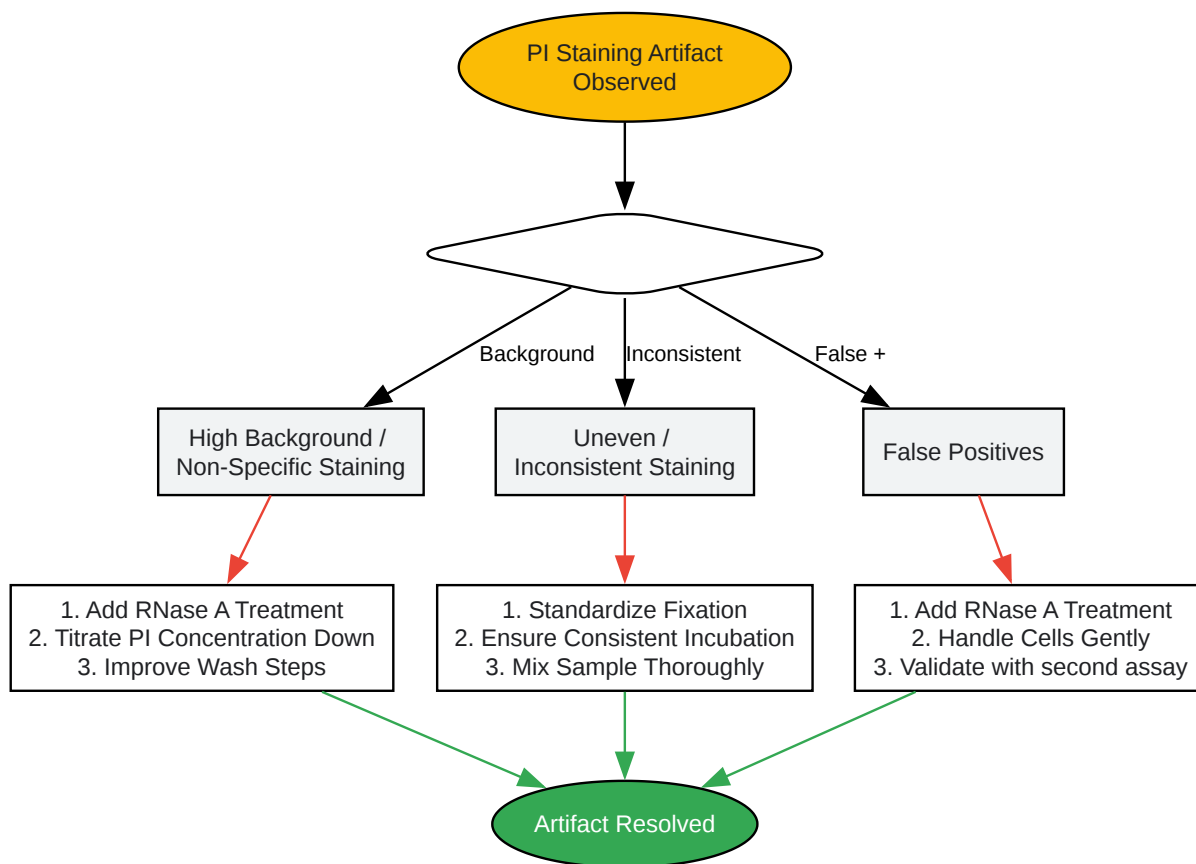 PI Staining Artifact
Observed
Background
Inconsistent
False +
High Background /
Non-Specific Staining
Uneven /
Inconsistent Staining
False Positives
1. Add RNase A Treatment
2. Titrate PI Concentration Down
3. Improve Wash Steps
1. Standardize Fixation
2. Ensure Consistent Incubation
3. Mix Sample Thoroughly
1. Add RNase A Treatment
2. Handle Cells Gently
3. Validate with second assay
Artifact Resolved